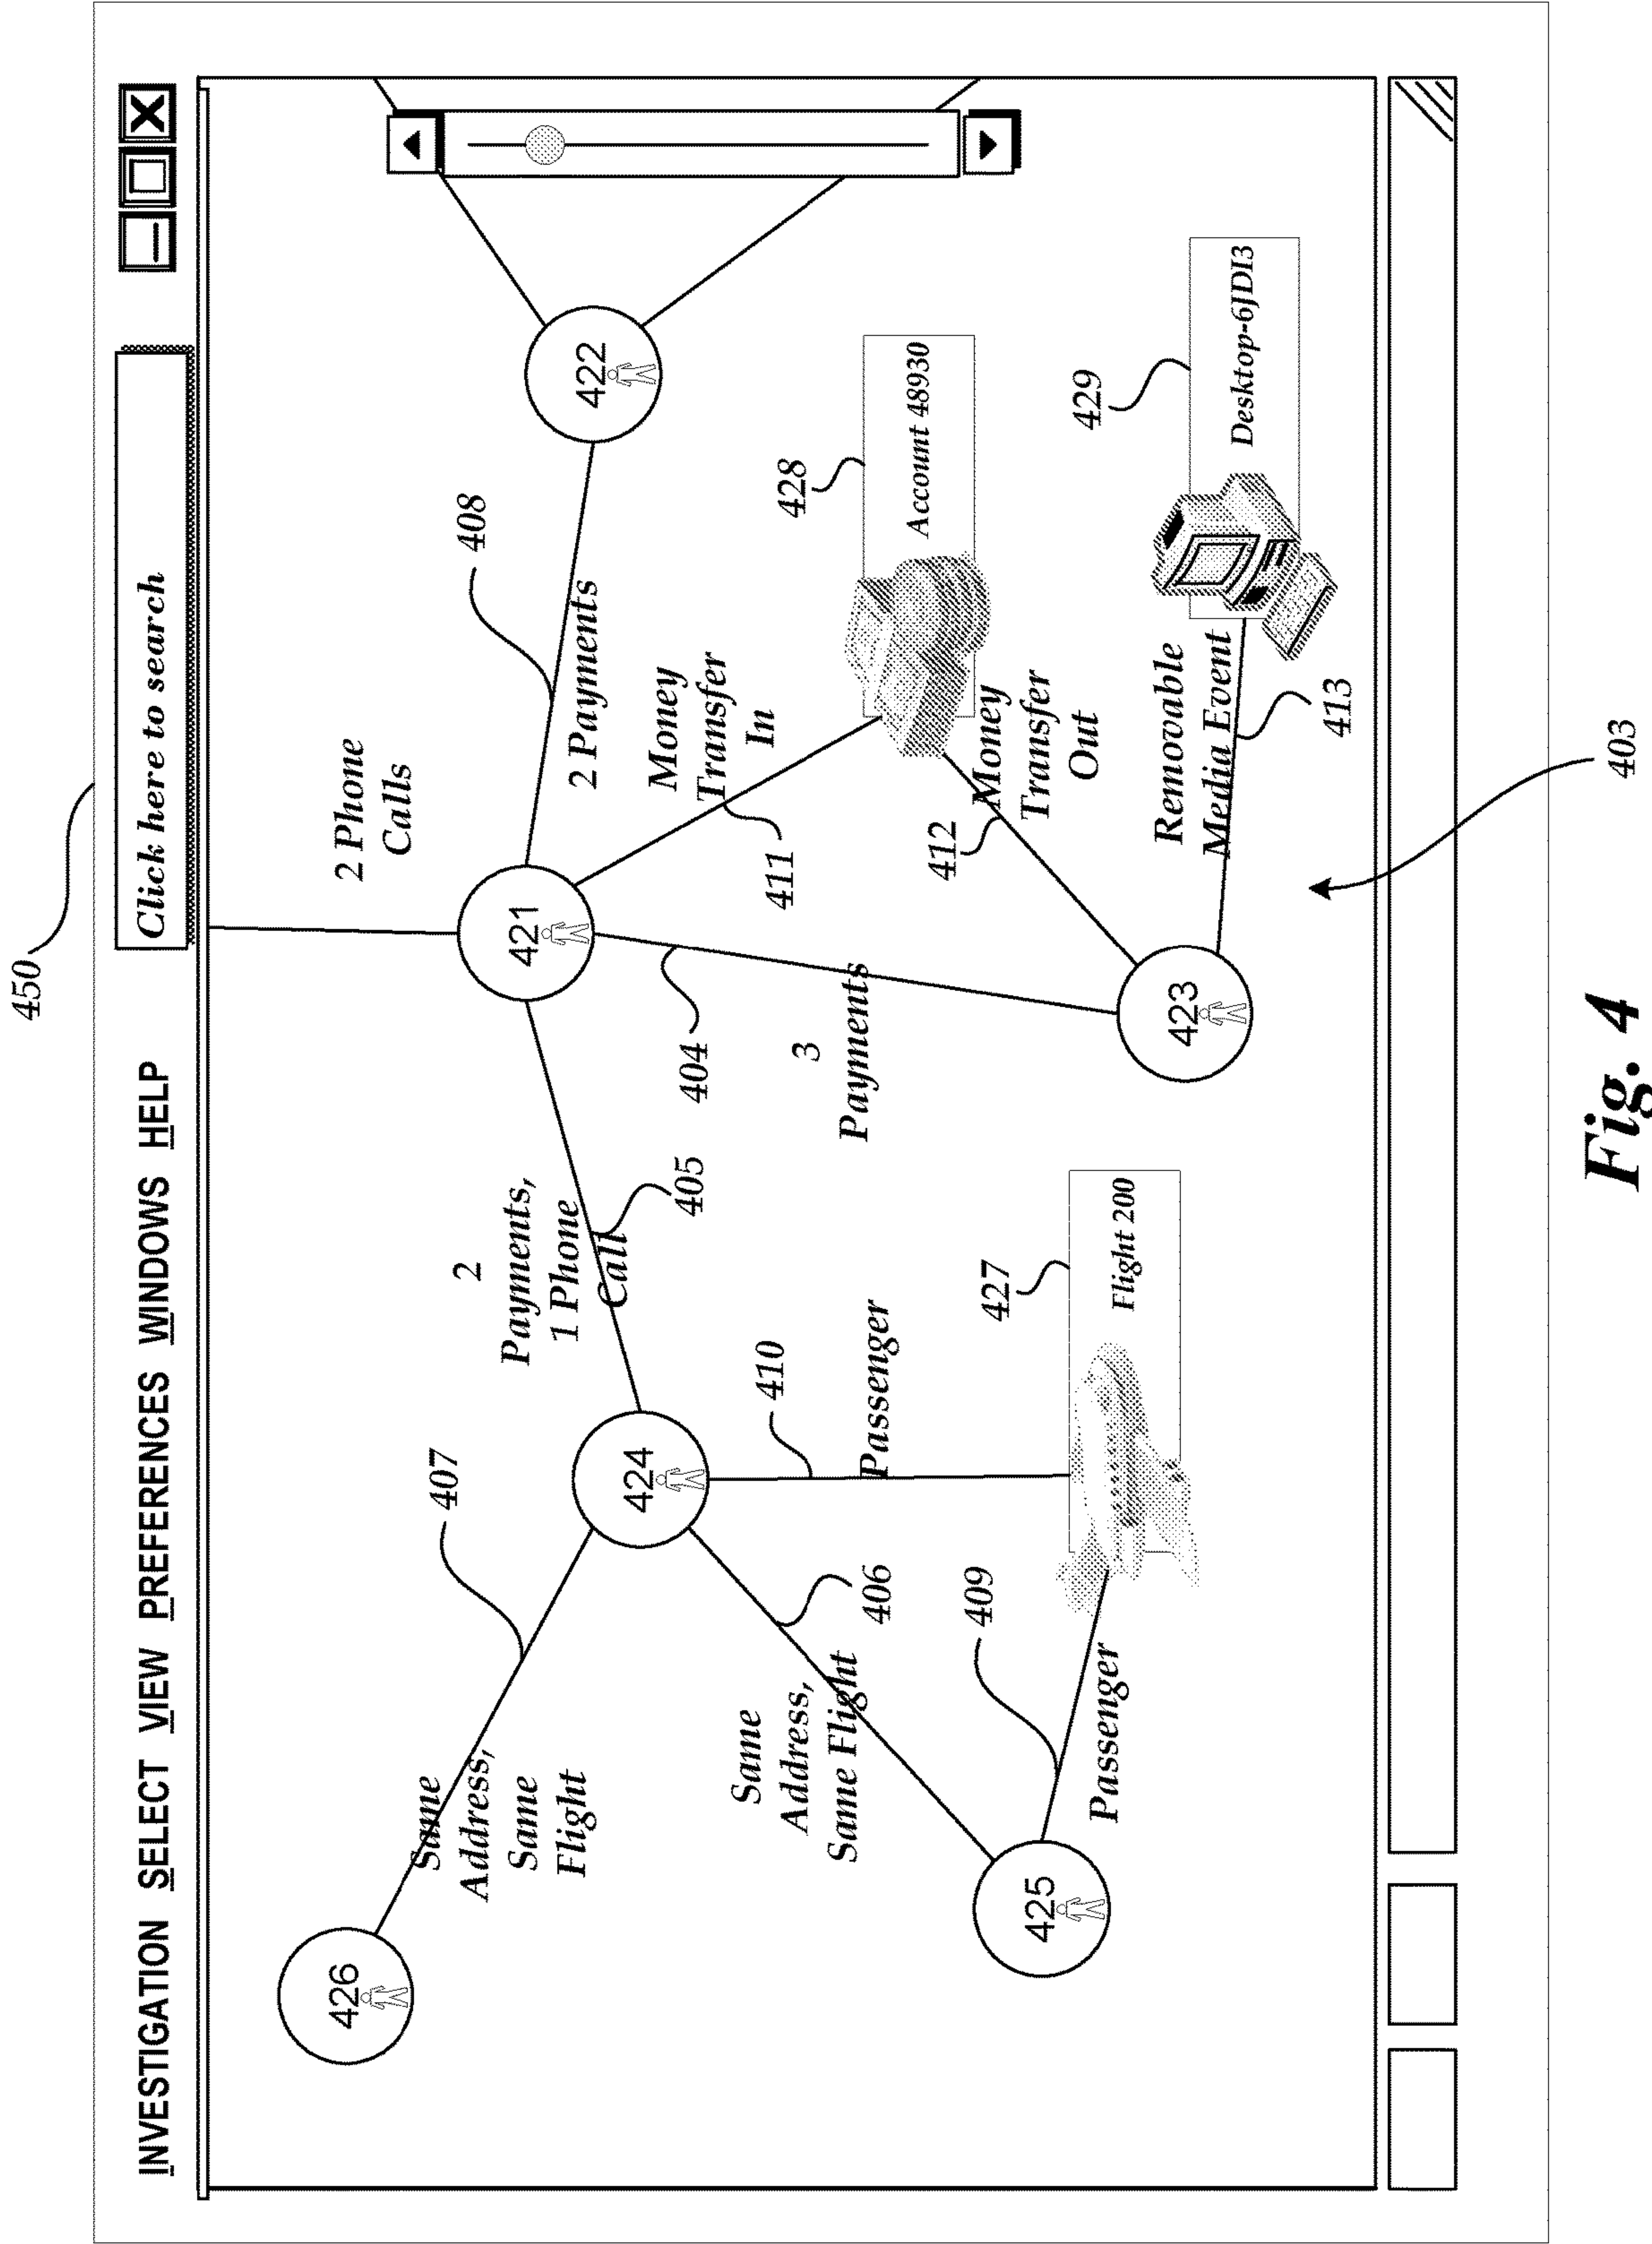 450
INVESTIGATION SELECT VIEW PREFERENCES WINDOWS HELP
Click here to search
2 Phone
Calls
426
407
Same
Address,
Same
Flight
424
2
Payments,
1 Phone
Call
405
421
408
2 Payments
422
404
3
Payments
Money
Transfer
In
411
428
Account 48930
Same
Address,
Same Flight
406
410
Passenger
427
Flight 200
412
Money
Transfer
Out
409
Passenger
425
423
Removable
Media Event
413
429
Desktop-6JDI3
403
Fig. 4